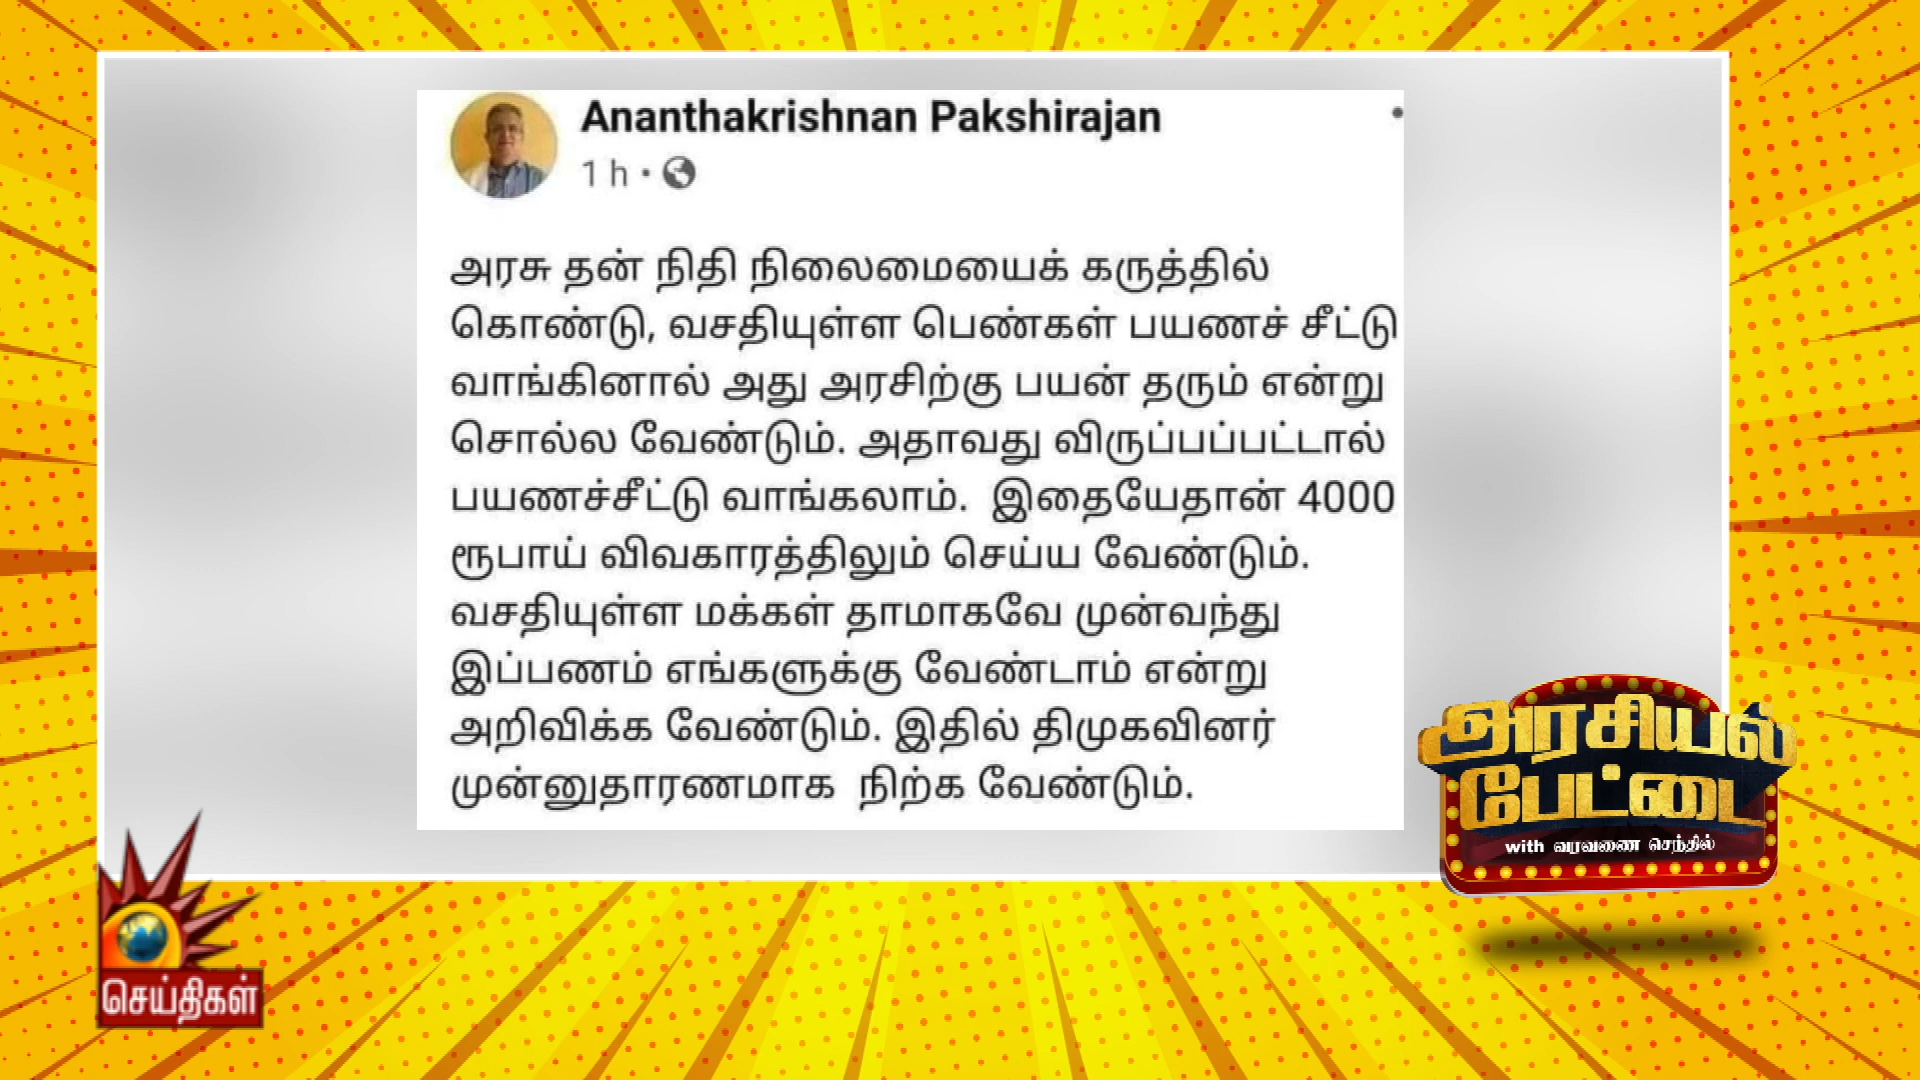 Ananthakrishnan Pakshirajan
1 h
அரசு தன் நிதி நிலைமையைக் கருத்தில்
கொண்டு, வசதியுள்ள பெண்கள் பயணச் சீட்டு
வாங்கினால் அது அரசிற்கு பயன் தரும் என்று
சொல்ல வேண்டும். அதாவது விருப்பப்பட்டால்
பயணச்சீட்டு வாங்கலாம். இதையேதான் 4000
ரூபாய் விவகாரத்திலும் செய்ய வேண்டும்.
வசதியுள்ள மக்கள் தாமாகவே முன்வந்து
இப்பணம் எங்களுக்கு வேண்டாம் என்று
அறிவிக்க வேண்டும். இதில் திமுகவினர்
முன்னுதாரணமாக நிற்க வேண்டும்.
அரசியல்
பேட்டை
with வரவணை செந்தில்
செய்திகள்